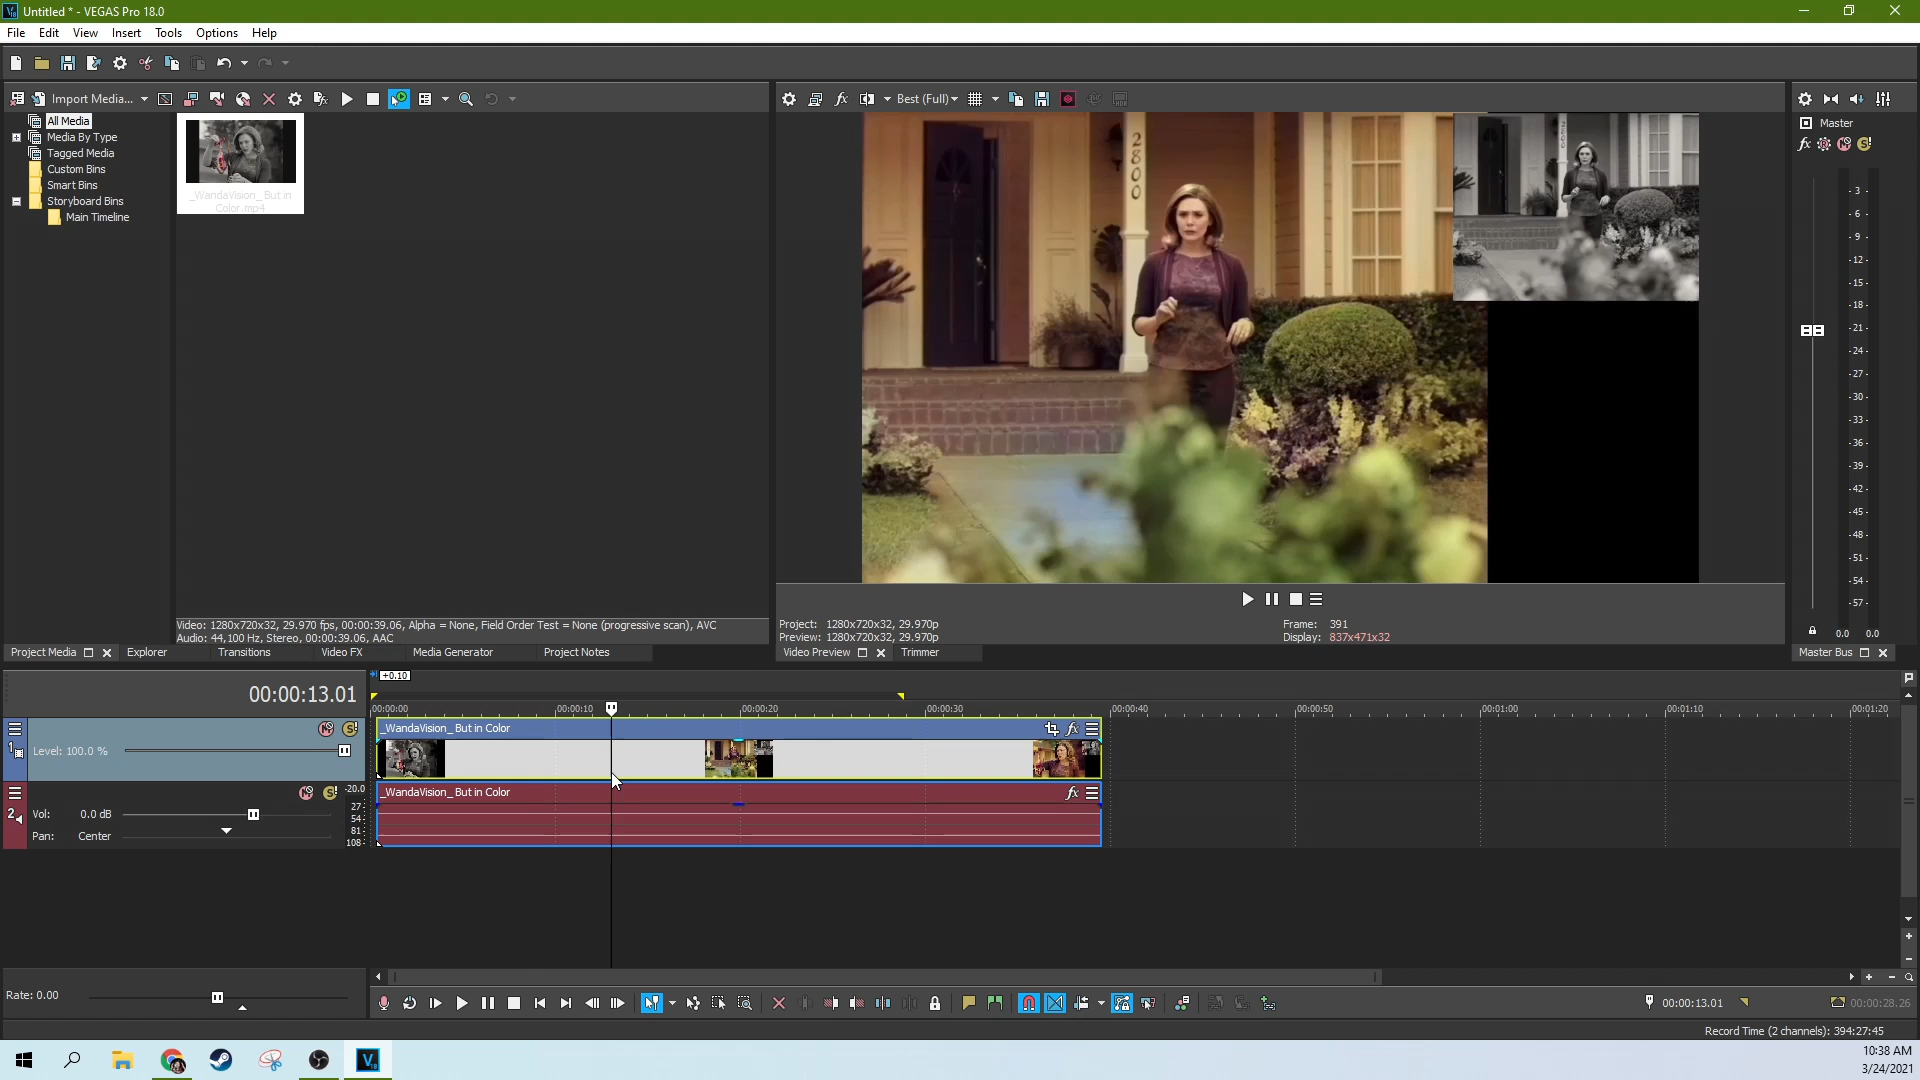 Untitled * - VEGAS Pro 18.0
File Edit View Insert Tools Options Help
Import Media...
Best (Full)
All Media
Media By Type
Tagged Media
Custom Bins
Smart Bins
Storyboard Bins
Main Timeline
_WandaVision_ But in
Color.mp4
2800
Master
- 3 -
- 6 -
- 9 -
- 12 -
- 15 -
- 18 -
- 21 -
- 24 -
- 27 -
- 30 -
- 33 -
- 36 -
- 39 -
- 42 -
- 45 -
- 48 -
- 51 -
- 54 -
- 57 -
0.0 0.0
Video: 1280x720x32, 29.970 fps, 00:00:39.06, Alpha = None, Field Order Test = None (progressive scan), AVC
Audio: 44,100 Hz, Stereo, 00:00:39.06, AAC
Project: 1280x720x32, 29.970p
Preview: 1280x720x32, 29.970p
Frame: 391
Display: 837x471x32
Project Media Explorer Transitions Video FX Media Generator Project Notes
Video Preview Trimmer
Master Bus
+0.10
00:00:13.01
00:00:00 00:00:10 00:00:20 00:00:30 00:00:40 00:00:50 00:01:00 00:01:10 00:01:20
1
Level: 100.0 %
_WandaVision_ But in Color
2
Vol: 0.0 dB
Pan: Center
-20.0
27
54
81
108
_WandaVision_ But in Color
Rate: 0.00
00:00:13.01 00:00:28.26
Record Time (2 channels): 394:27:45
10:38 AM
3/24/2021